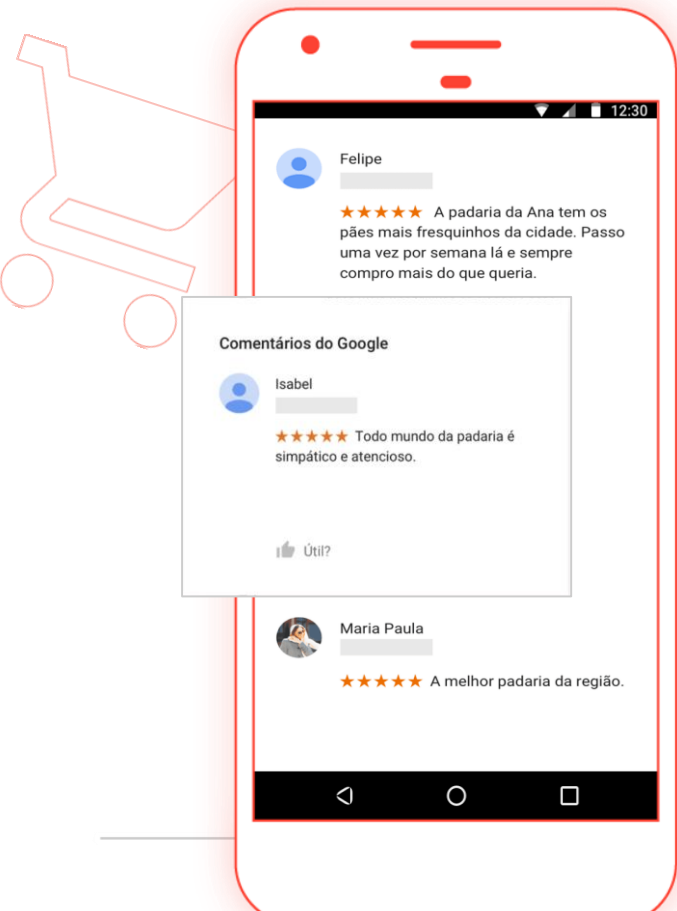 12:30
Felipe
★★★★★ A padaria da Ana tem os
pães mais fresquinhos da cidade. Passo
uma vez por semana lá e sempre
compro mais do que queria.
Comentários do Google
Isabel
★★★★★ Todo mundo da padaria é
simpático e atencioso.
Útil?
Maria Paula
★★★★★ A melhor padaria da região.